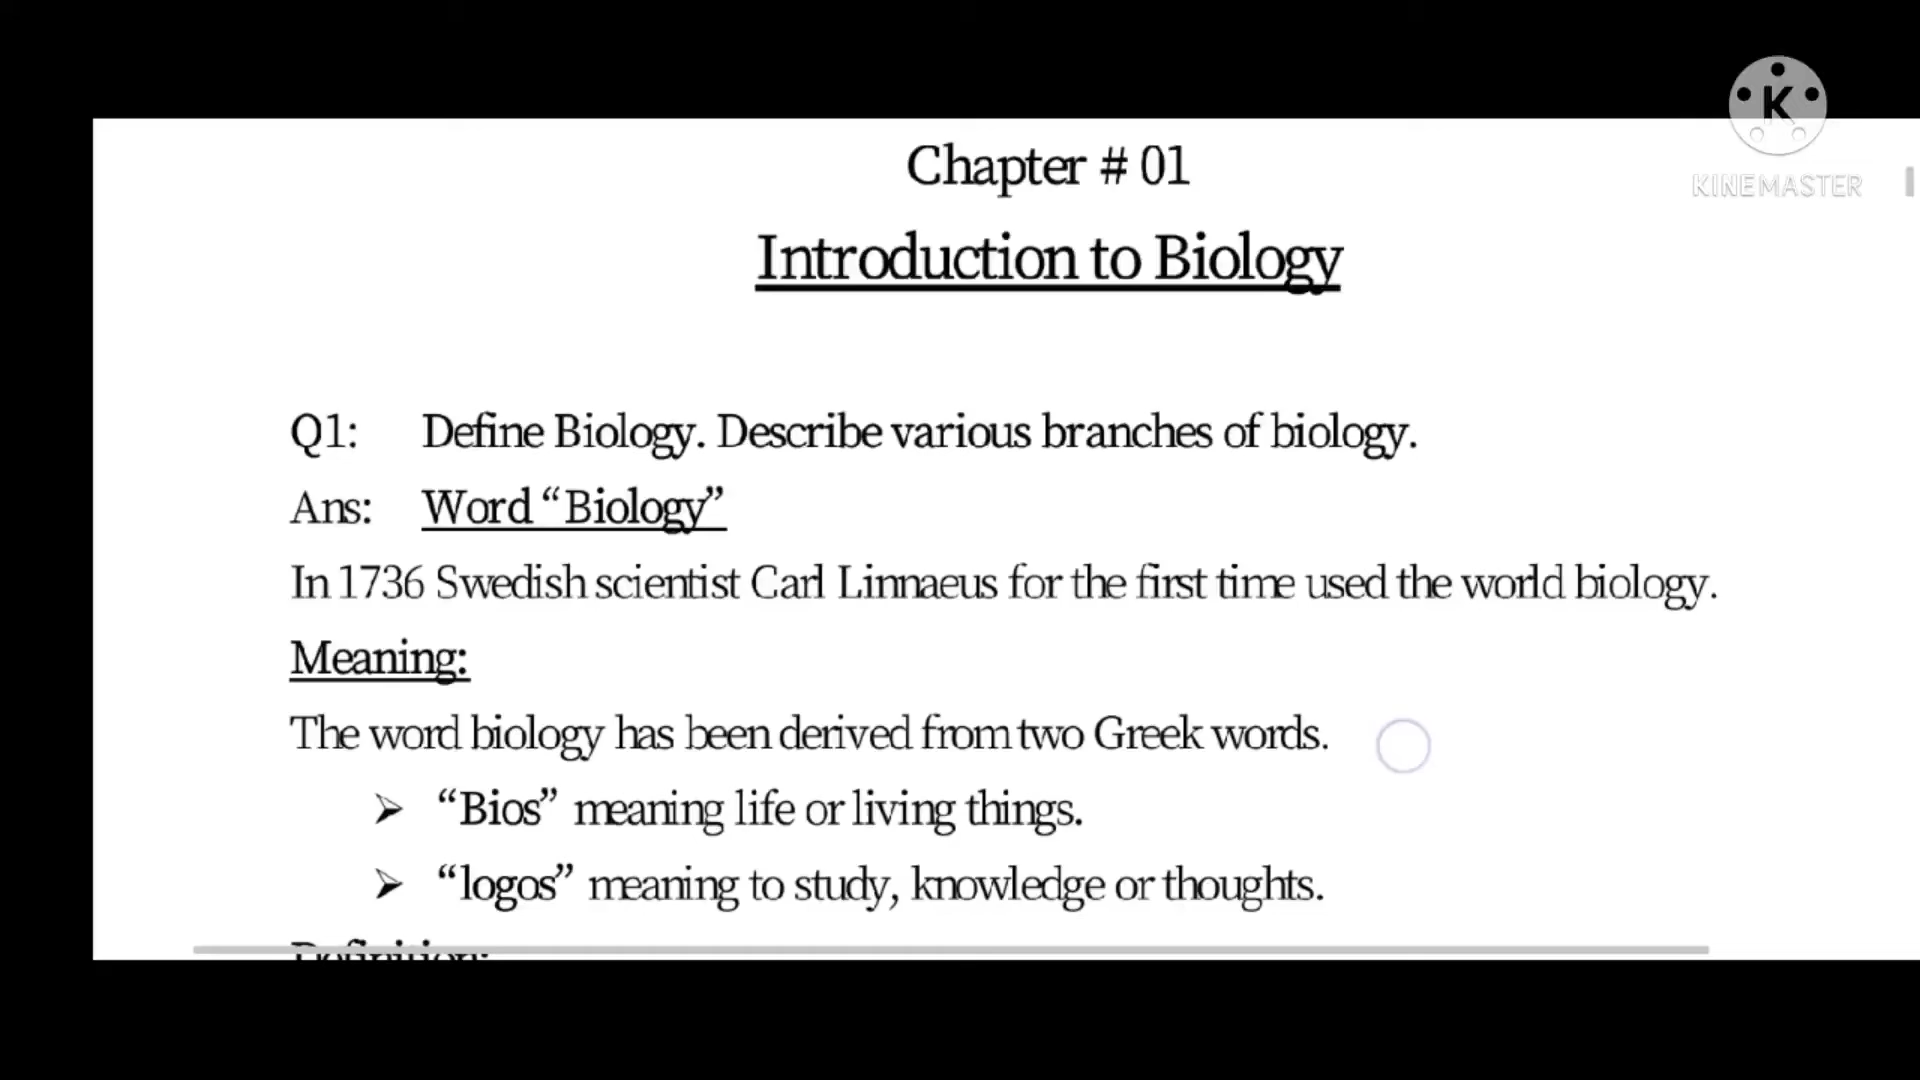 K
KINEMASTER
Chapter # 01
Introduction to Biology
Q1: Define Biology. Describe various branches of biology.
Ans: Word “Biology”
In 1736 Swedish scientist Carl Linnaeus for the first time used the world biology.
Meaning:
The word biology has been derived from two Greek words.
➢ “Bios” meaning life or living things.
➢ “logos” meaning to study, knowledge or thoughts.
Definition: